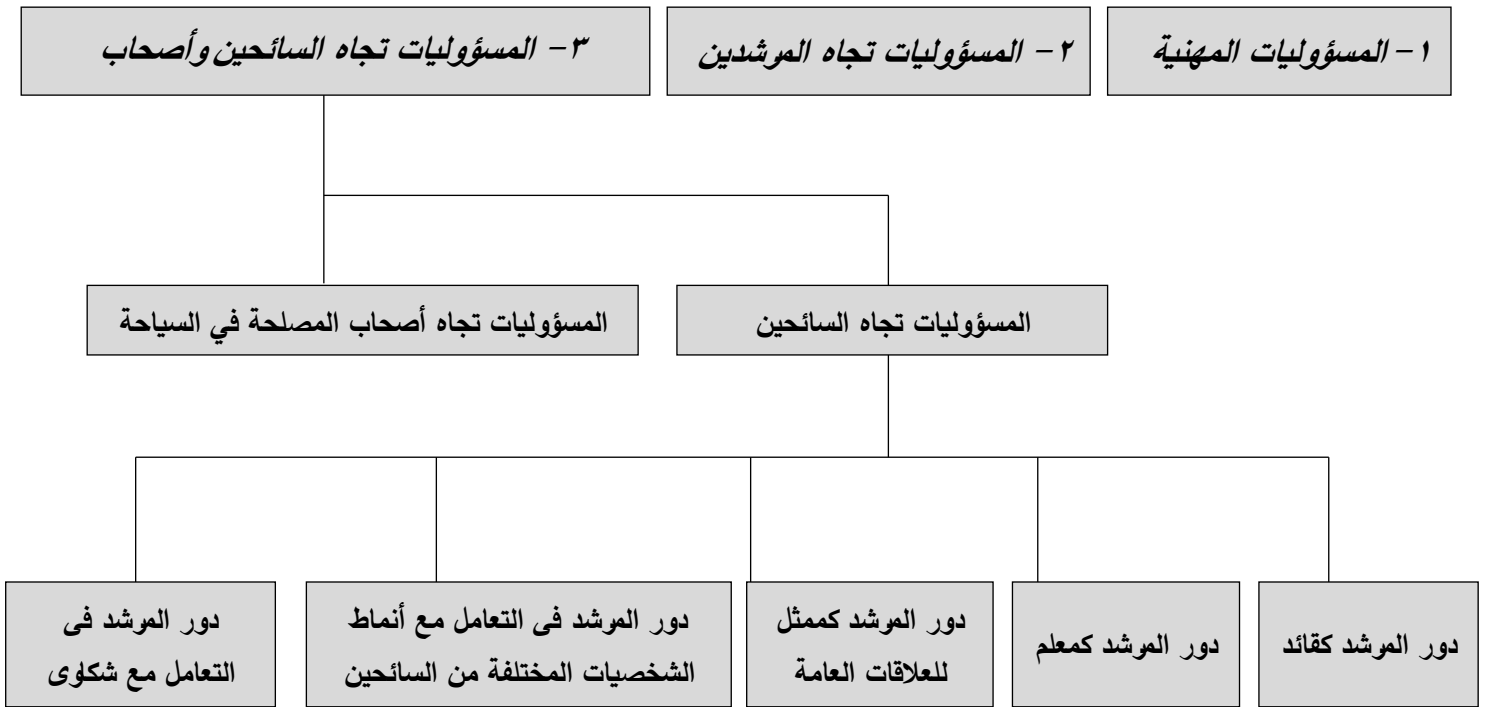 ١- المسؤوليات المهنية
٢- المسؤوليات تجاه المرشدين
٣- المسؤوليات تجاه السائحين وأصحاب
المسؤوليات تجاه السائحين
المسؤوليات تجاه أصحاب المصلحة في السياحة
دور المرشد كقائد
دور المرشد كمعلم
دور المرشد كممثل
للعلاقات العامة
دور المرشد فى التعامل مع أنماط
الشخصيات المختلفة من السائحين
دور المرشد فى
التعامل مع شكاوى